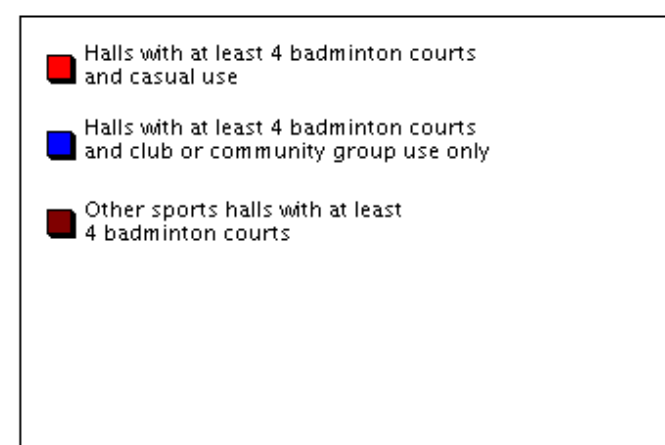 Halls with at least 4 badminton courts
and casual use
Halls with at least 4 badminton courts
and club or community group use only
Other sports halls with at least
4 badminton courts